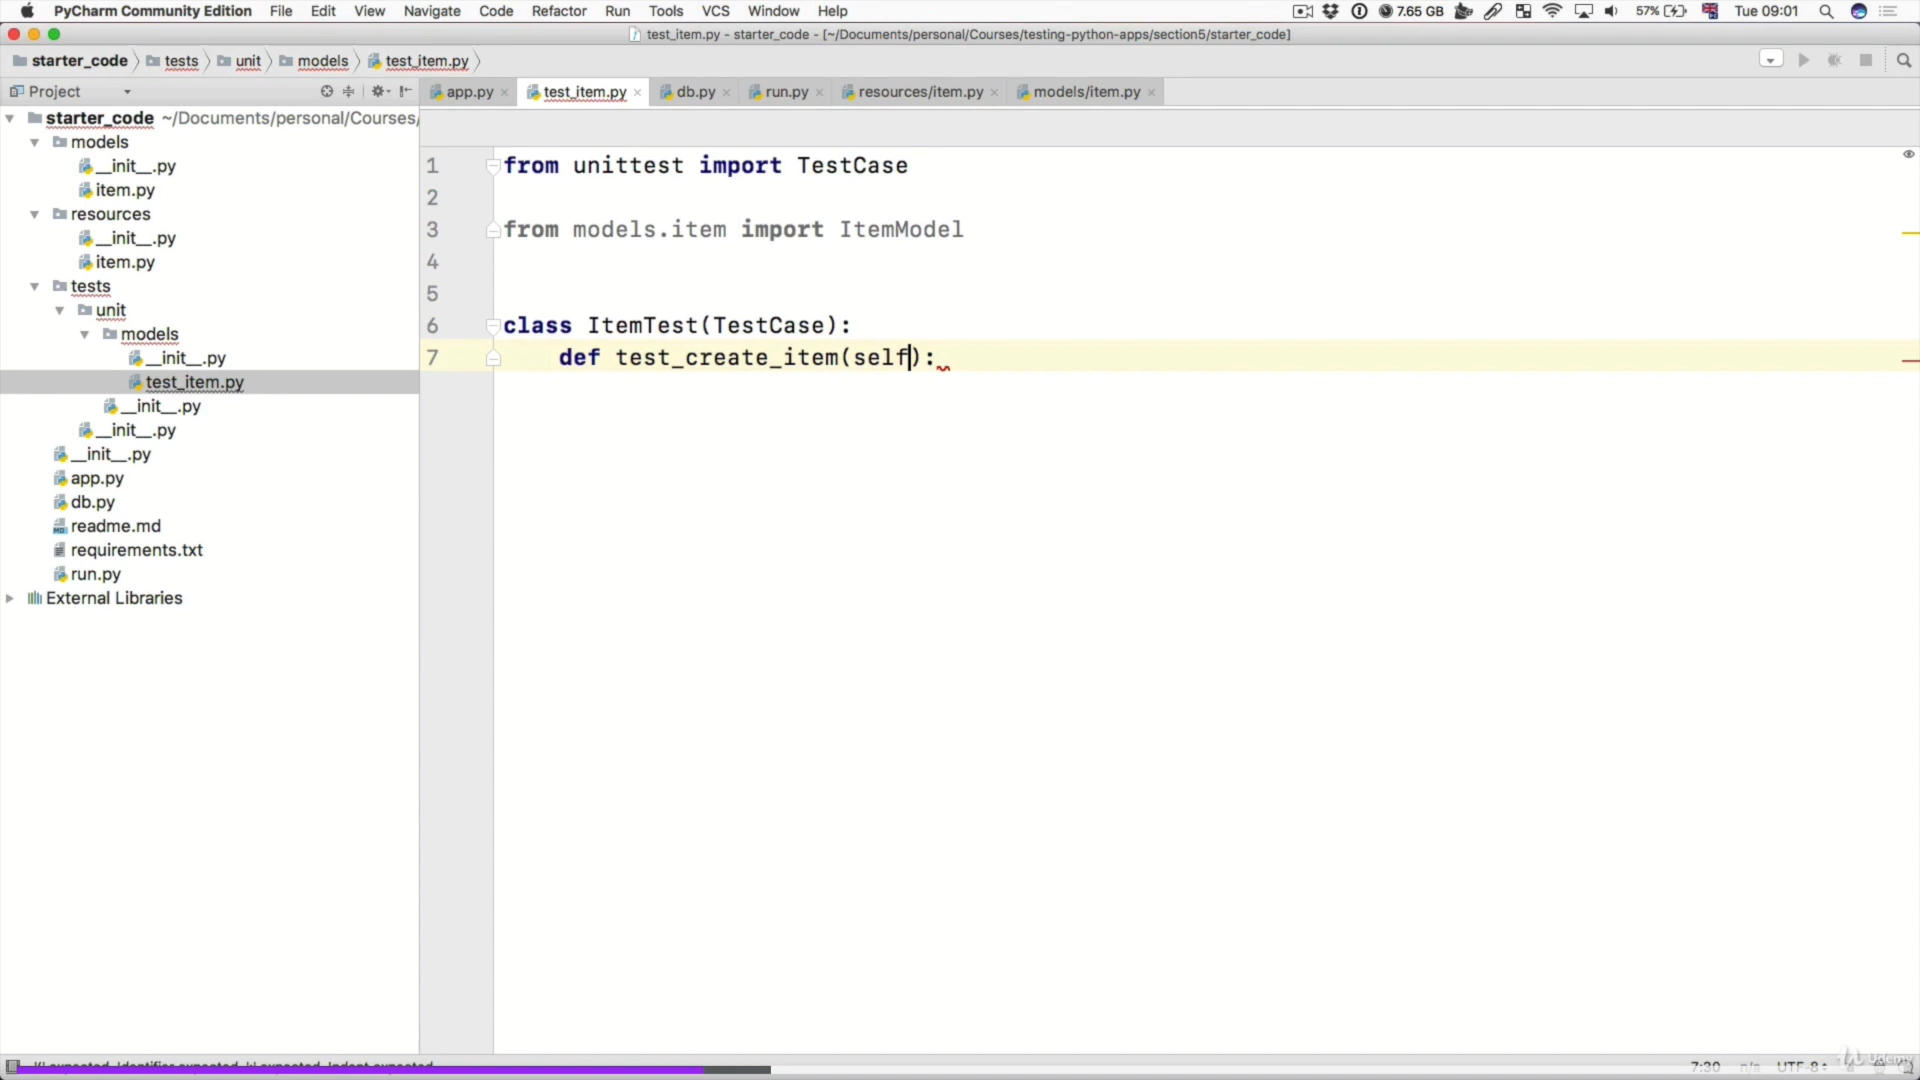 PyCharm Community Edition File Edit View Navigate Code Refactor Run Tools VCS Window Help 7.65 GB 57% Tue 09:01
test_item.py - starter_code - [~/Documents/personal/Courses/testing-python-apps/section5/starter_code]
starter_code tests unit models test_item.py
Project app.py test_item.py db.py run.py resources/item.py models/item.py
starter_code ~/Documents/personal/Courses/
models
__init__.py
item.py
resources
__init__.py
item.py
tests
unit
models
__init__.py
test_item.py
__init__.py
__init__.py
__init__.py
app.py
db.py
readme.md
requirements.txt
run.py
External Libraries
1 from unittest import TestCase
2
3 from models.item import ItemModel
4
5
6 class ItemTest(TestCase):
7 def test_create_item(self):
7:30 n/a UTF-8
Udemy